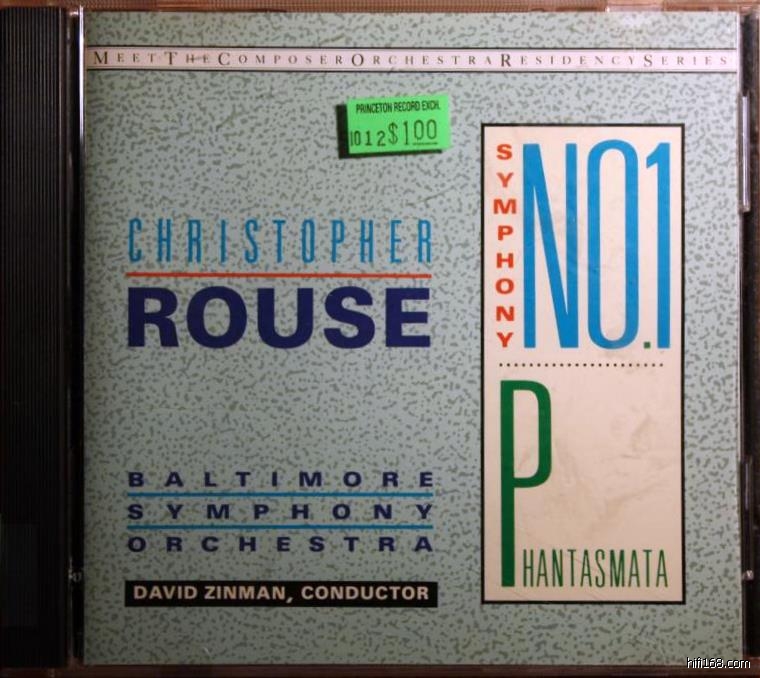 MEET THE COMPOSER ORCHESTRA RESIDENCY SERIES
PRINCETON RECORD EXCH.
1012 $1.00
CHRISTOPHER
ROUSE
SYMPHONY
NO.1
PHANTASMATA
BALTIMORE
SYMPHONY
ORCHESTRA
DAVID ZINMAN, CONDUCTOR
hifi168.com